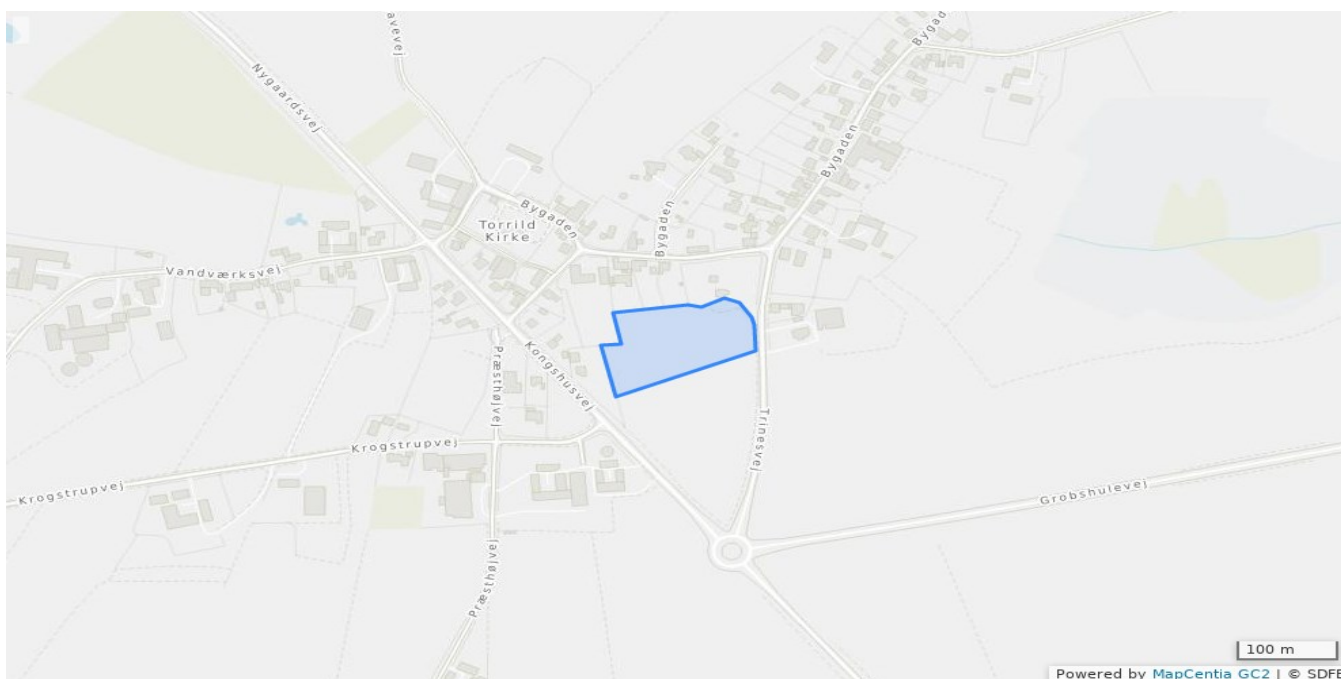 avevej
Bygaden
Nygaardsvej
Bygaden
Bygaden
Torrild
Kirke
Bygaden
Vandværksvej
Præsthøjvej
Kongshusvej
Trinesvej
Krogstrupvej
Krogstrupvej
Grobshulevej
Præsthøjvej
100 m
Powered by MapCentia GC2 | © SDFE